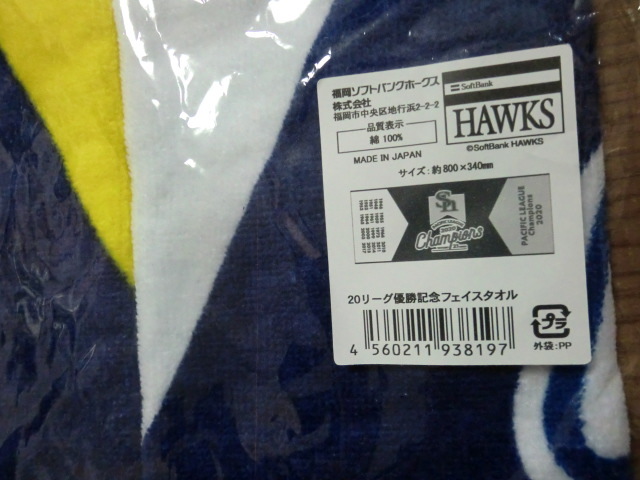 福岡ソフトバンクホークス
株式会社
福岡市中央区地行浜2-2-2
品質表示
綿 100%
MADE IN JAPAN
SoftBank
HAWKS
©SoftBank HAWKS
サイズ:約800×340mm
2020
Champions
PACIFIC LEAGUE
Champions
2020
20リーグ優勝記念フェイスタオル
4 560211 938197
プラ
外袋:PP